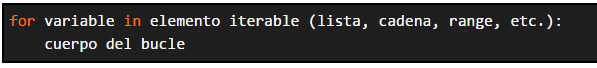 for variable in elemento iterable (lista, cadena, range, etc.):
    cuerpo del bucle